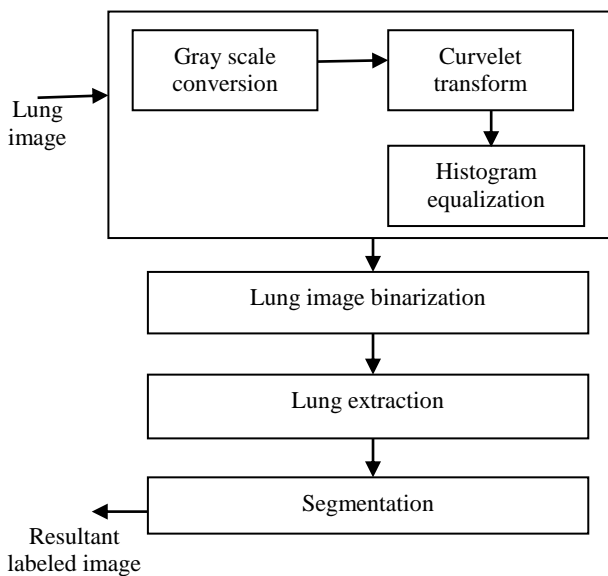 Gray scale
conversion
Curvelet
transform
Lung
image
Histogram
equalization
Lung image binarization
Lung extraction
Segmentation
Resultant
labeled image